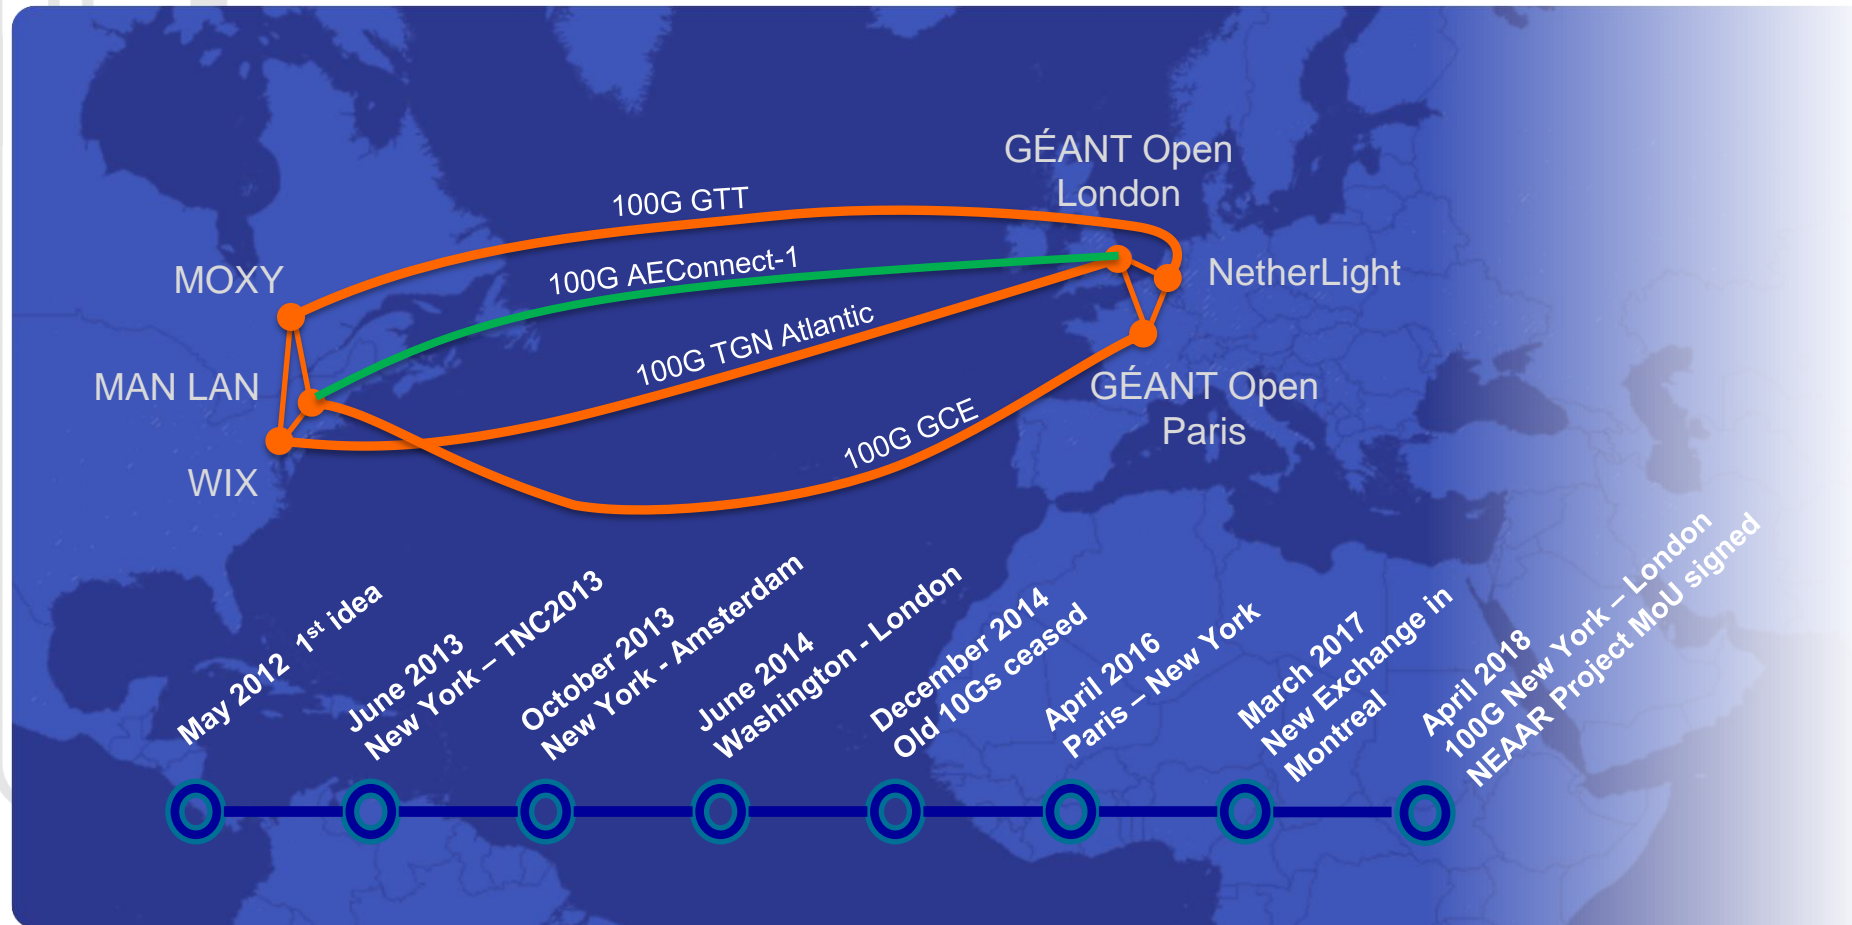 GÉANT Open
London
100G GTT
MOXY
100G AEConnect-1
NetherLight
100G TGN Atlantic
MAN LAN
GÉANT Open
Paris
100G GCE
WIX
May 2012 1st idea
June 2013
New York – TNC2013
October 2013
New York - Amsterdam
June 2014
Washington - London
December 2014
Old 10Gs ceased
April 2016
Paris – New York
March 2017
New Exchange in
Montreal
April 2018
100G New York – London
NEAAR Project MoU signed